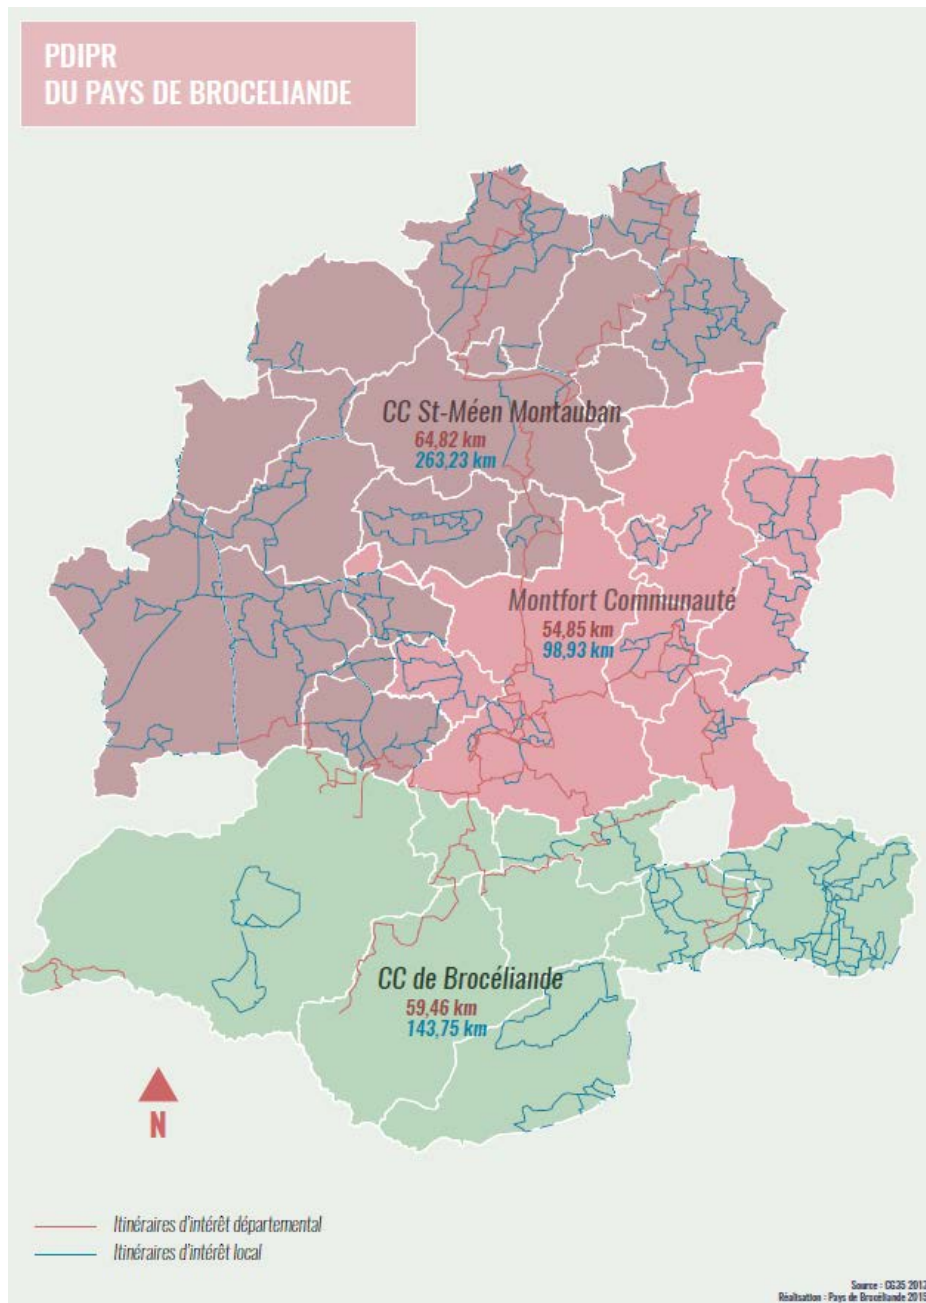 PDIPR
DU PAYS DE BROCELIANDE
CC St-Méen Montauban
64,82 km
263,23 km
Montfort Communauté
54,85 km
98,93 km
CC de Brocéliande
59,46 km
143,75 km
N
Itinéraires d'intérêt départemental
Itinéraires d'intérêt local
Source : CG35 2013
Réalisation : Pays de Brocéliande 2015